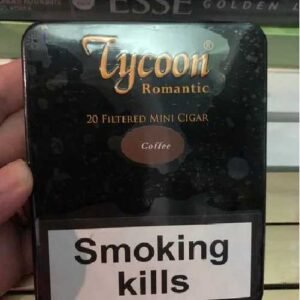 ESSE GOLDEN
Tycoon®
Romantic
20 FILTERED MINI CIGAR
Coffee
Smoking
kills